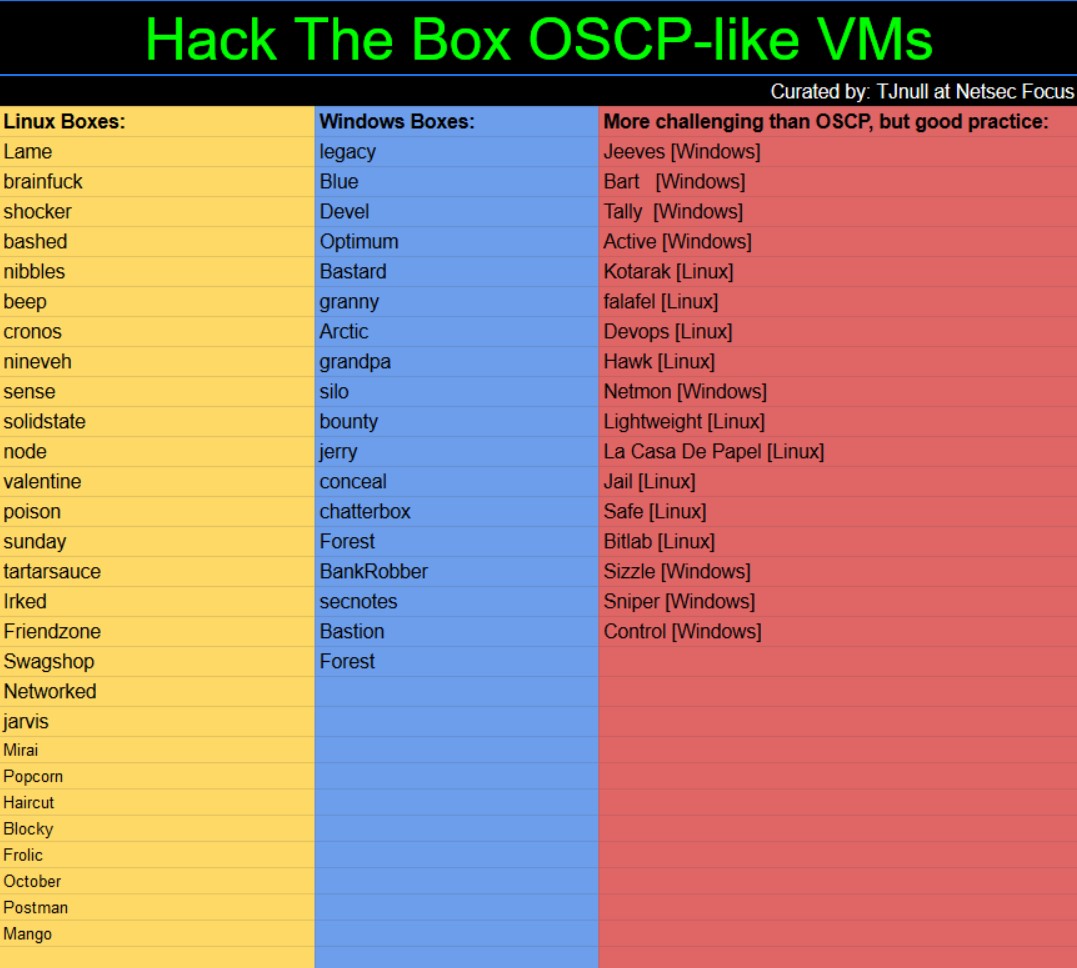 Hack The Box OSCP-like VMs
Curated by: TJnull at Netsec Focus
Linux Boxes: Windows Boxes: More challenging than OSCP, but good practice:
Lame legacy Jeeves [Windows]
brainfuck Blue Bart [Windows]
shocker Devel Tally [Windows]
bashed Optimum Active [Windows]
nibbles Bastard Kotarak [Linux]
beep granny falafel [Linux]
cronos Arctic Devops [Linux]
nineveh grandpa Hawk [Linux]
sense silo Netmon [Windows]
solidstate bounty Lightweight [Linux]
node jerry La Casa De Papel [Linux]
valentine conceal Jail [Linux]
poison chatterbox Safe [Linux]
sunday Forest Bitlab [Linux]
tartarsauce BankRobber Sizzle [Windows]
Irked secnotes Sniper [Windows]
Friendzone Bastion Control [Windows]
Swagshop Forest
Networked
jarvis
Mirai
Popcorn
Haircut
Blocky
Frolic
October
Postman
Mango